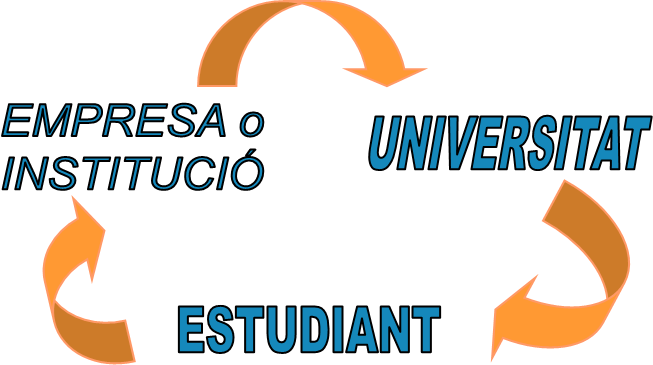 EMPRESA o
INSTITUCIÓ
UNIVERSITAT
ESTUDIANT